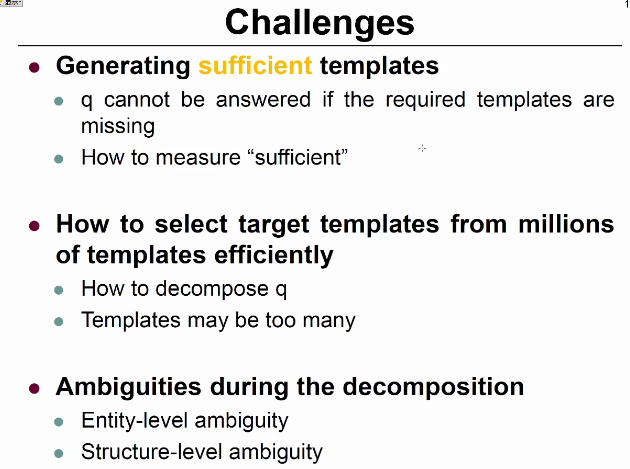 1
Challenges
Generating sufficient templates
q cannot be answered if the required templates are
missing
How to measure “sufficient”
How to select target templates from millions
of templates efficiently
How to decompose q
Templates may be too many
Ambiguities during the decomposition
Entity-level ambiguity
Structure-level ambiguity